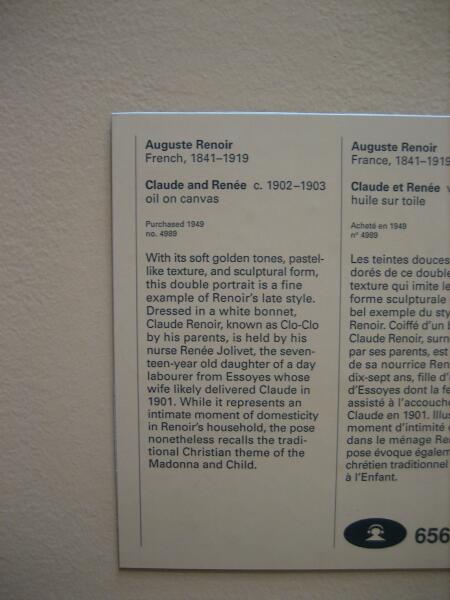 Auguste Renoir
French, 1841–1919
Claude and Renée c. 1902–1903
oil on canvas
Purchased 1949
no. 4989
With its soft golden tones, pastel-
like texture, and sculptural form,
this double portrait is a fine
example of Renoir's late style.
Dressed in a white bonnet,
Claude Renoir, known as Clo-Clo
by his parents, is held by his
nurse Renée Jolivet, the seven-
teen-year old daughter of a day
labourer from Essoyes whose
wife likely delivered Claude in
1901. While it represents an
intimate moment of domesticity
in Renoir's household, the pose
nonetheless recalls the tradi-
tional Christian theme of the
Madonna and Child.
Auguste Renoir
France, 1841–1919
Claude et Renée
huile sur toile
Acheté en 1949
n° 4989
Les teintes douces
dorés de ce double
texture qui imite le
forme sculpturale
bel exemple du sty
Renoir. Coiffé d'un
Claude Renoir, surn
par ses parents, est
de sa nourrice Ren
dix-sept ans, fille d'
d'Essoyes dont la fe
assisté à l'accouch
Claude en 1901. Illus
moment d'intimité
dans le ménage Re
pose évoque égalem
chrétien traditionnel
à l'Enfant.
656